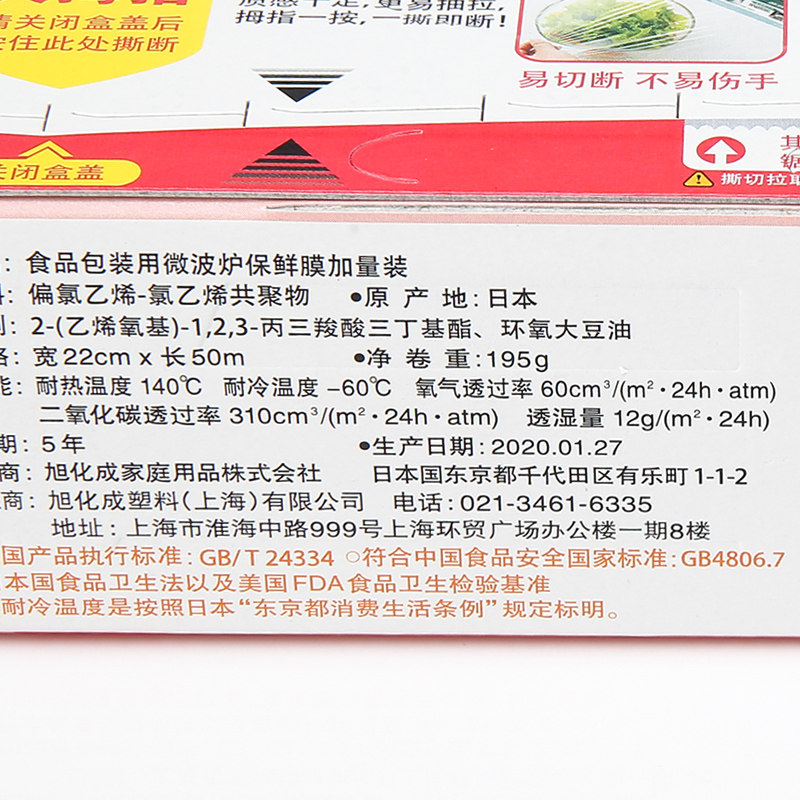 请关闭盒盖后
按住此处撕断
质感十足,更易抽拉,
拇指一按,一撕即断!
易切断 不易伤手
关闭盒盖
撕切拉取
:食品包装用微波炉保鲜膜加量装
:偏氯乙烯-氯乙烯共聚物 ●原 产 地:日本
:2-(乙烯氧基)-1,2,3-丙三羧酸三丁基酯、环氧大豆油
格:宽22cm x 长50m ●净 卷 重:195g
能:耐热温度 140℃ 耐冷温度 -60℃ 氧气透过率 60cm³/(m²·24h·atm)
二氧化碳透过率 310cm³/(m²·24h·atm) 透湿量 12g/(m²·24h)
期:5年 ●生产日期:2020.01.27
商:旭化成家庭用品株式会社 日本国东京都千代田区有乐町1-1-2
商:旭化成塑料(上海)有限公司 电话:021-3461-6335
地址:上海市淮海中路999号上海环贸广场办公楼一期8楼
国产品执行标准:GB/T 24334 ○符合中国食品安全国家标准:GB4806.7
本国食品卫生法以及美国FDA食品卫生检验基准
耐冷温度是按照日本“东京都消费生活条例”规定标明。